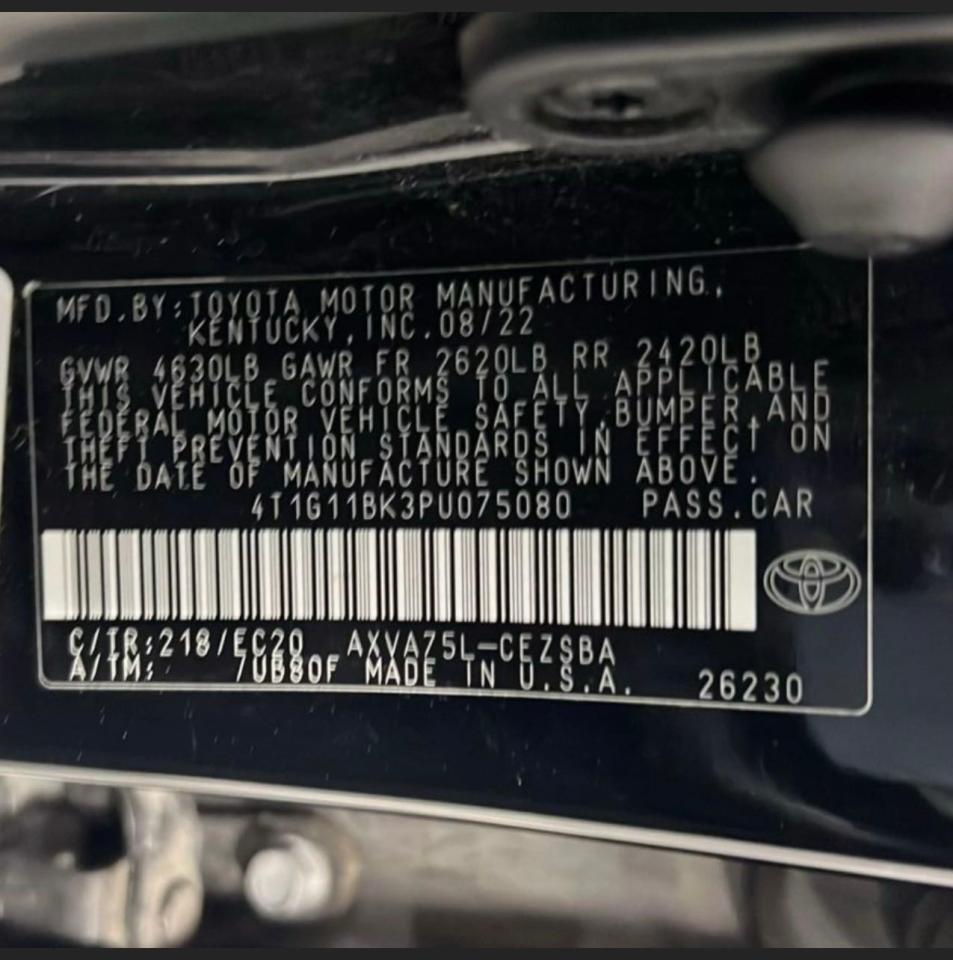 MFD.BY:TOYOTA MOTOR MANUFACTURING,
KENTUCKY, INC.08/22
GVWR 4630LB GAWR FR 2620LB RR 2420LB
THIS VEHICLE CONFORMS TO ALL APPLICABLE
FEDERAL MOTOR VEHICLE SAFETY,BUMPER,AND
THEFT PREVENTION STANDARDS IN EFFECT ON
THE DATE OF MANUFACTURE SHOWN ABOVE.
4T1G11BK3PU075080 PASS.CAR
C/TR:218/EC20 AXVA75L-CEZSBA
A/TM: 7UB80F MADE IN U.S.A. 26230